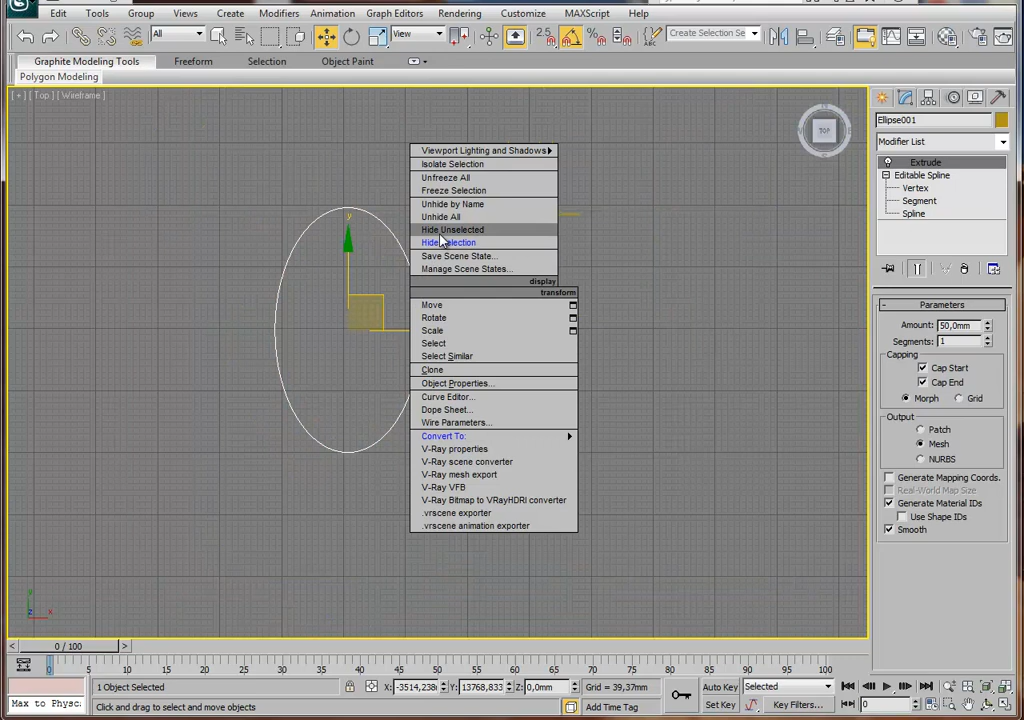 Edit Tools Group Views Create Modifiers Animation Graph Editors Rendering Customize MAXScript Help
All View 2.5 Create Selection Se
Graphite Modeling Tools Freeform Selection Object Paint
Polygon Modeling
[ + ] [ Top ] [ Wireframe ]
TOP
Ellipse001
Modifier List
Extrude
Editable Spline
Vertex
Segment
Spline
Viewport Lighting and Shadows
Isolate Selection
Unfreeze All
Freeze Selection
Unhide by Name
Unhide All
Hide Unselected
Hide Selection
Save Scene State...
Manage Scene States...
display
transform
Move
Rotate
Scale
Select
Select Similar
Clone
Object Properties...
Curve Editor...
Dope Sheet...
Wire Parameters...
Convert To:
V-Ray properties
V-Ray scene converter
V-Ray mesh export
V-Ray VFB
V-Ray Bitmap to VRayHDRI converter
.vrscene exporter
.vrscene animation exporter
y
Parameters
Amount: 50,0mm
Segments: 1
Capping
Cap Start
Cap End
Morph Grid
Output
Patch
Mesh
NURBS
Generate Mapping Coords.
Real-World Map Size
Generate Material IDs
Use Shape IDs
Smooth
y
z x
0 / 100
0 5 10 15 20 25 30 35 40 45 50 55 60 65 70 75 80 85 90 95 100
1 Object Selected X: -3514,238 Y: 13768,833 Z: 0,0mm Grid = 39,37mm Auto Key Selected
Max to Physc Click and drag to select and move objects Add Time Tag Set Key Key Filters... 0